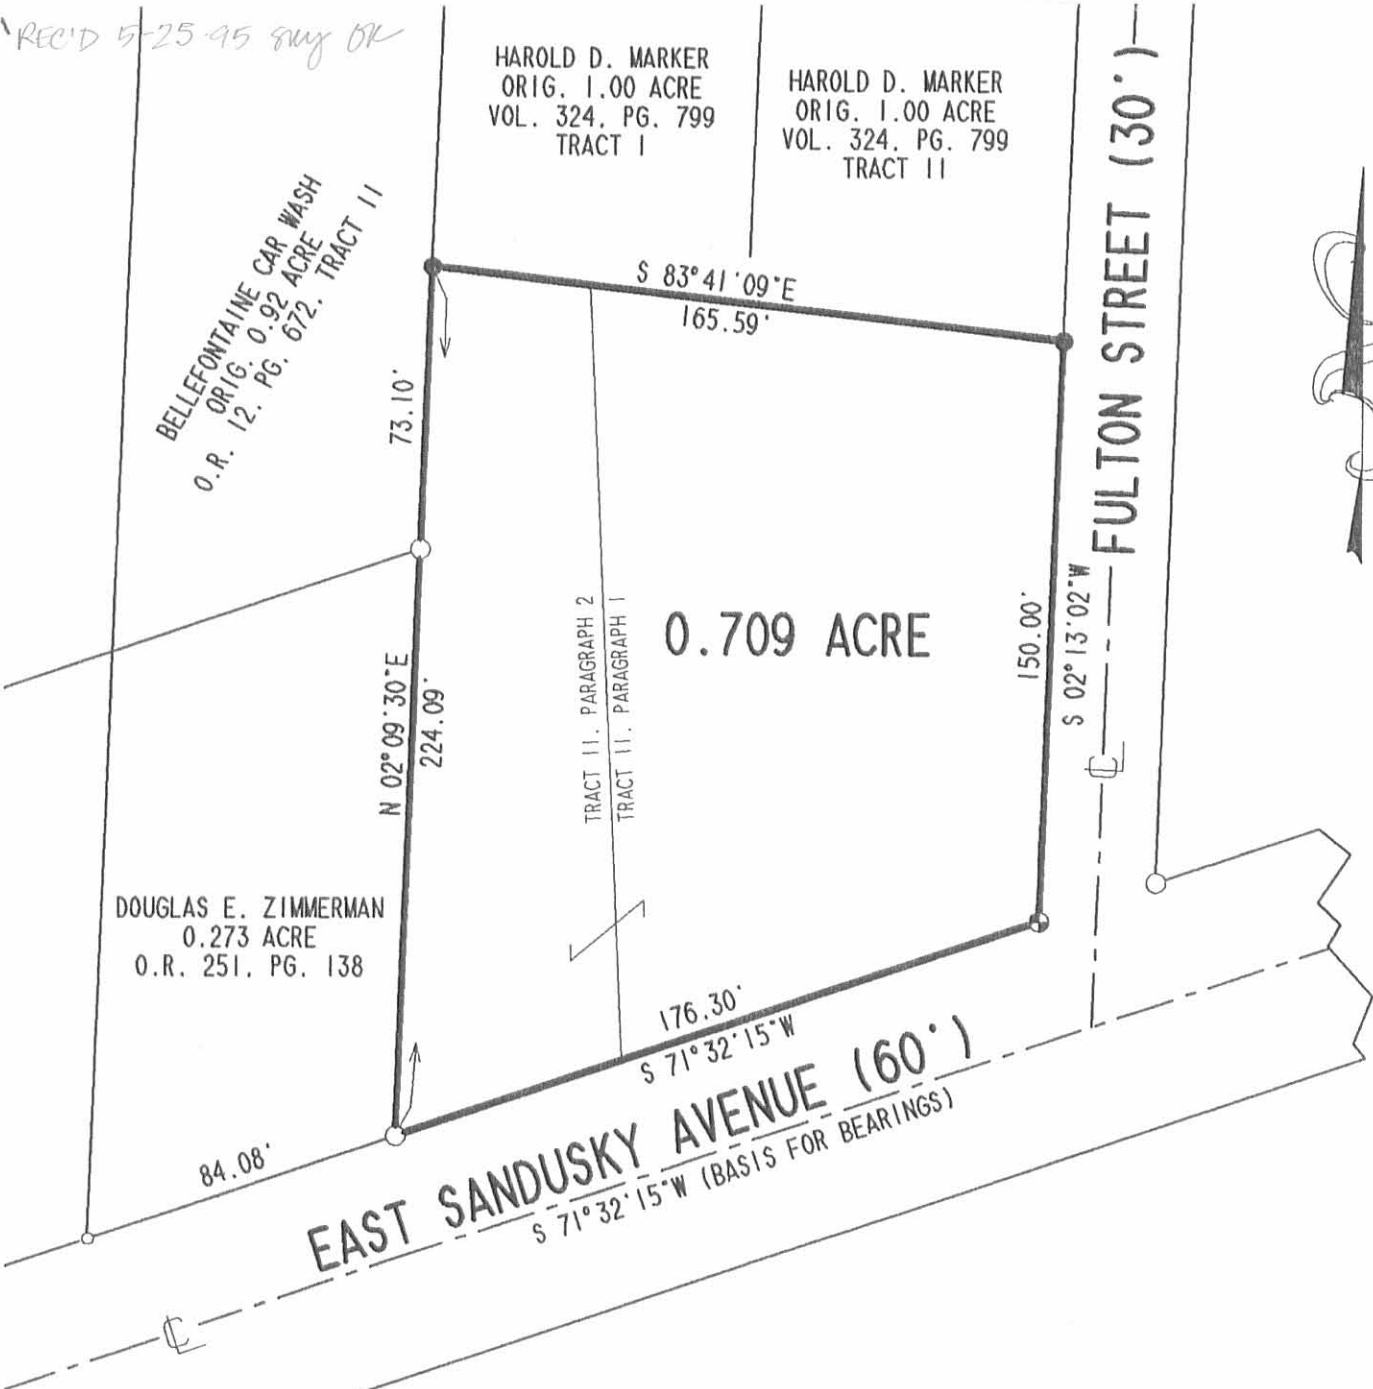 REC'D 5-25-95 OK
HAROLD D. MARKER
ORIG. 1.00 ACRE
VOL. 324, PG. 799
TRACT I
HAROLD D. MARKER
ORIG. 1.00 ACRE
VOL. 324, PG. 799
TRACT II
FULTON STREET (30')
BELLEFONTAINE CAR WASH
ORIG. 0.92 ACRE
O.R. 12, PG. 672, TRACT II
S 83°41'09"E
165.59'
73.10'
TRACT II, PARAGRAPH 2
TRACT II, PARAGRAPH 1
0.709 ACRE
150.00'
S 02°13'02"W
N 02°09'30"E
224.09'
DOUGLAS E. ZIMMERMAN
0.273 ACRE
O.R. 251, PG. 138
176.30'
S 71°32'15"W
84.08'
EAST SANDUSKY AVENUE (60')
S 71°32'15"W (BASIS FOR BEARINGS)